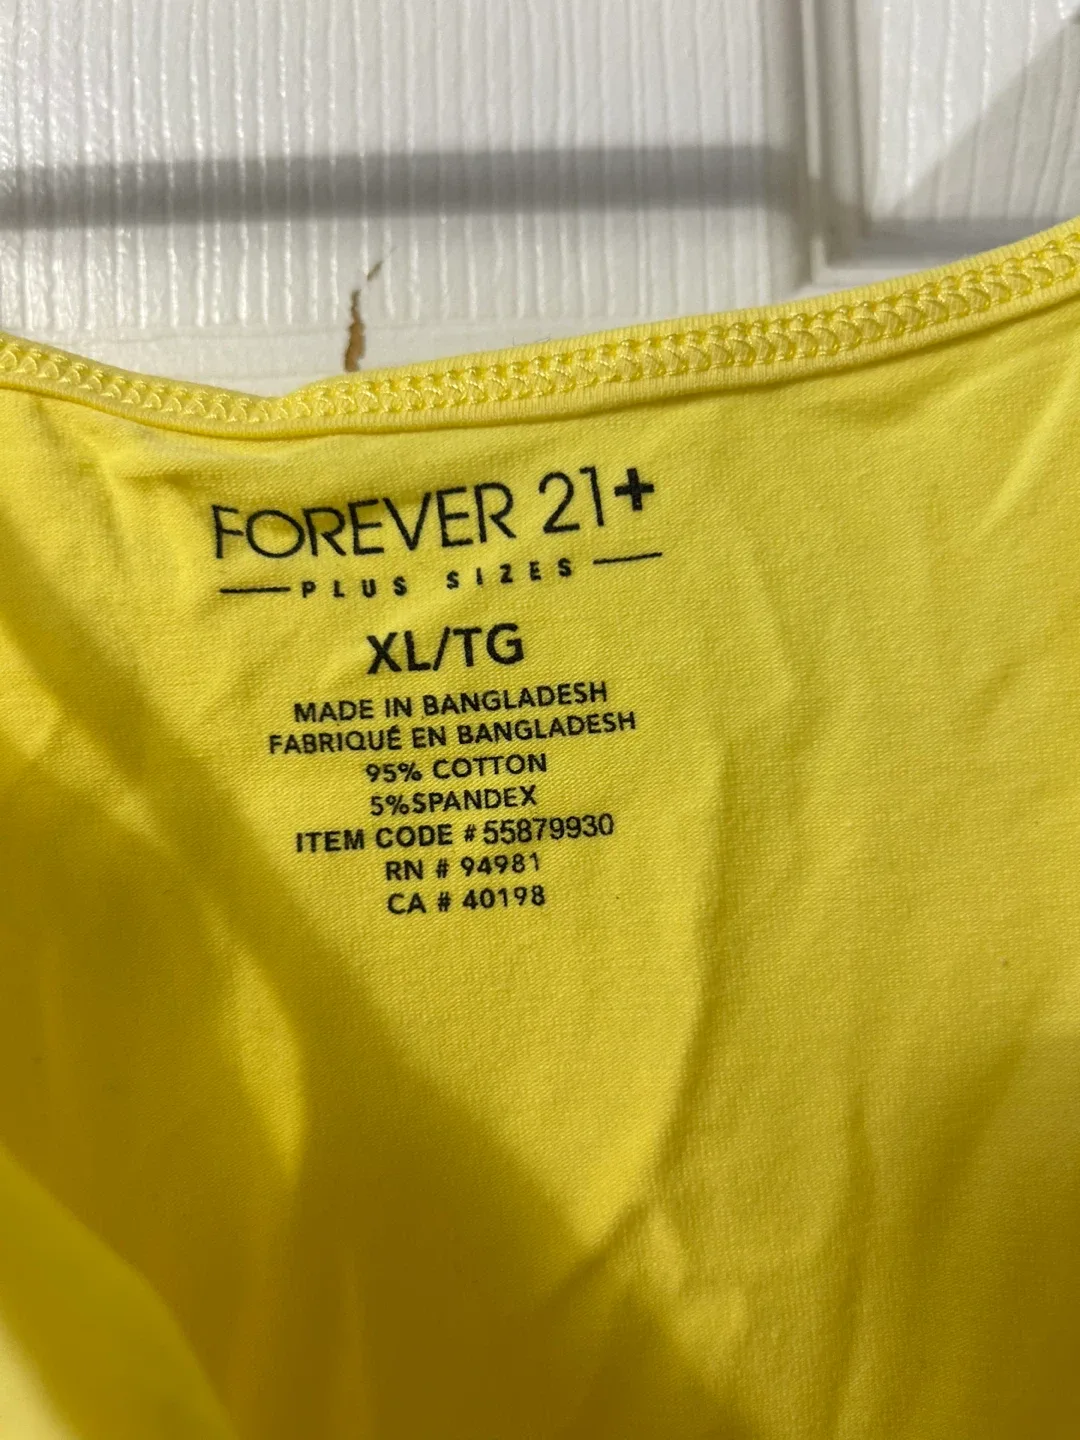 FOREVER 21+
PLUS SIZES
XL/TG
MADE IN BANGLADESH
FABRIQUÉ EN BANGLADESH
95% COTTON
5%SPANDEX
ITEM CODE # 55879930
RN # 94981
CA # 40198